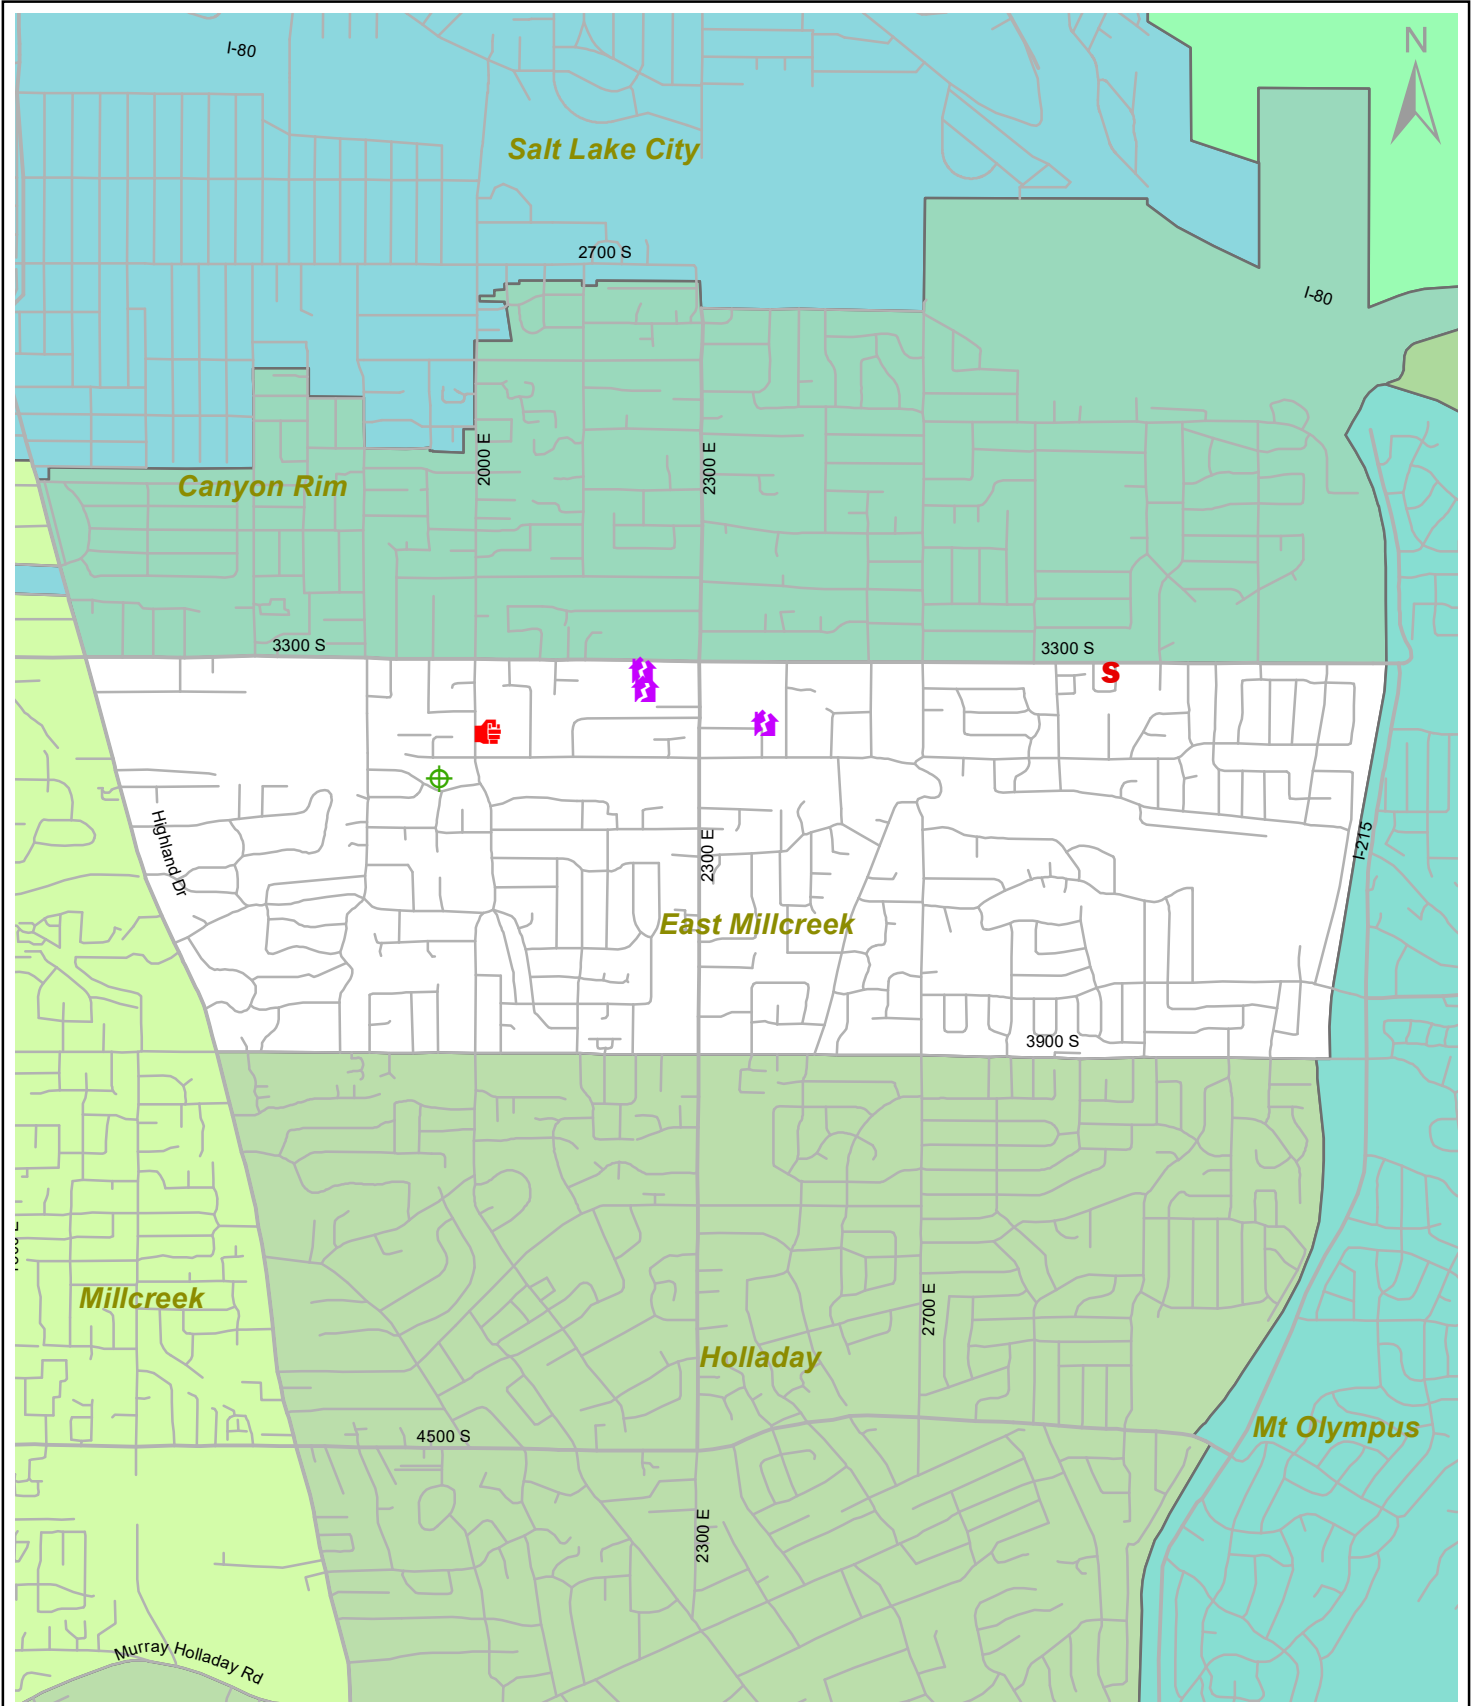 I-80
N
Salt Lake City
2700 S
I-80
2000 E
2300 E
Canyon Rim
3300 S
3300 S
S
Highland Dr
2300 E
I-215
East Millcreek
3900 S
Millcreek
2700 E
Holladay
4500 S
Mt Olympus
2300 E
Murray Holladay Rd